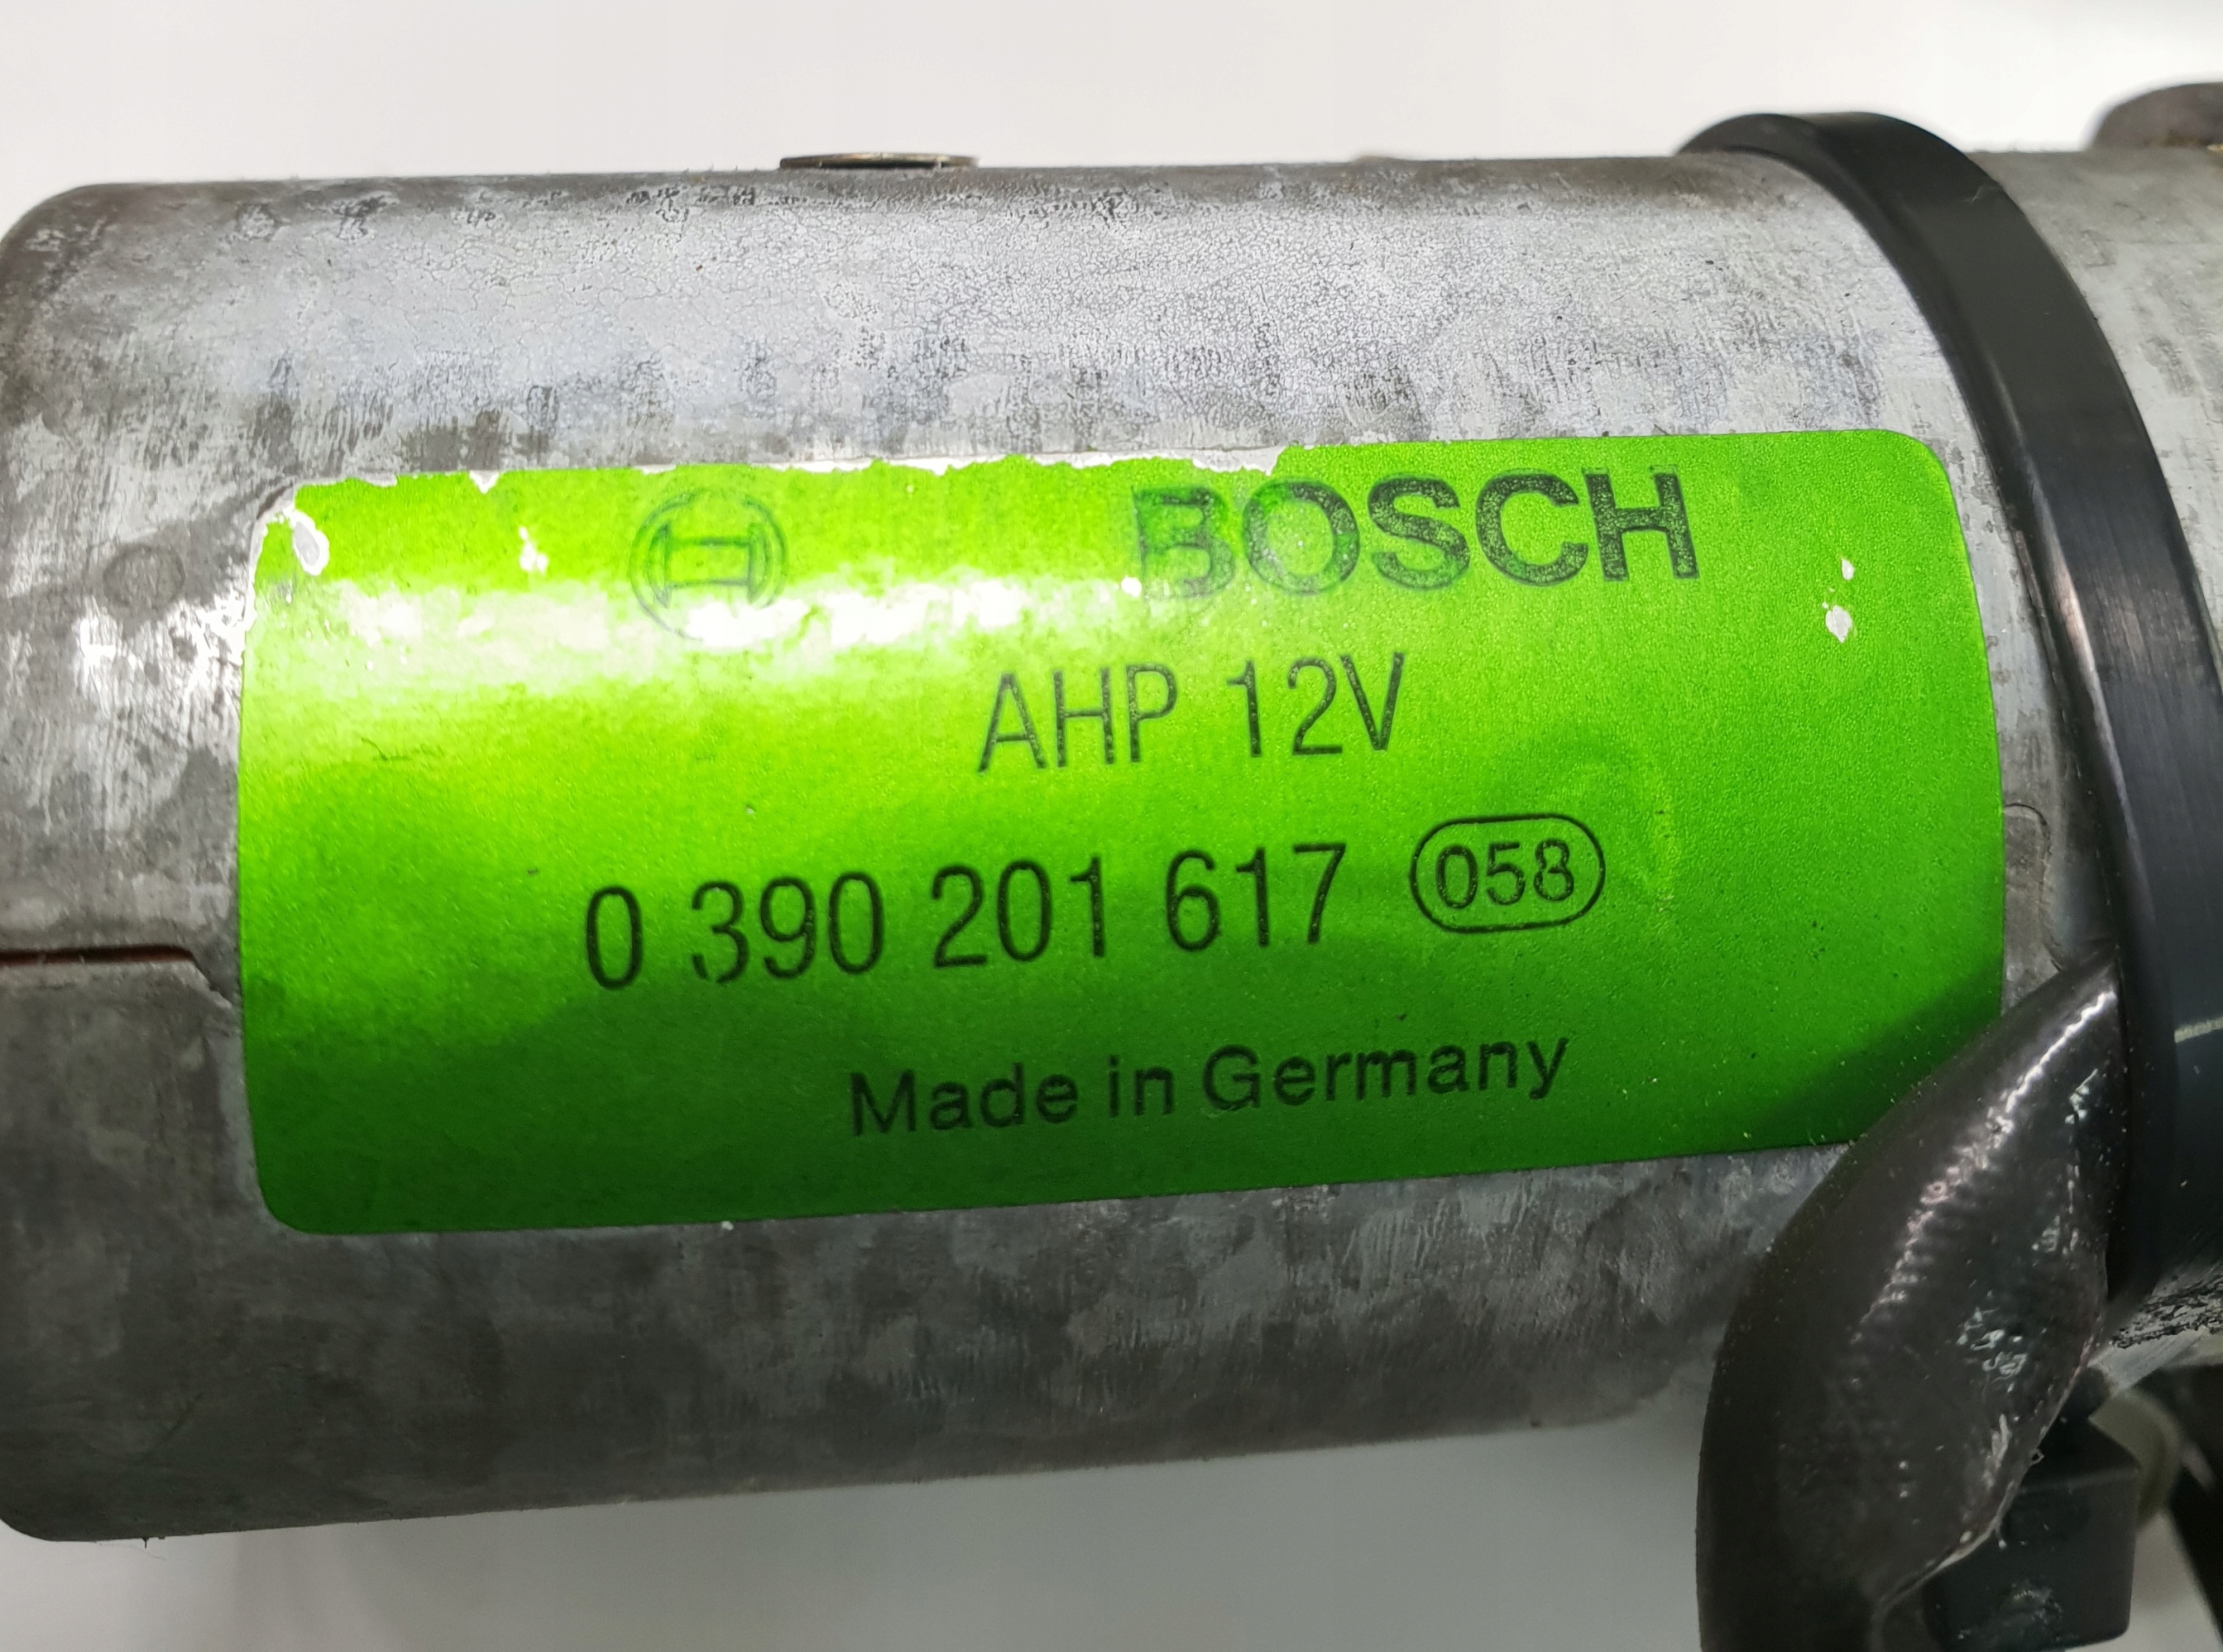 BOSCH
AHP 12V
0 390 201 617 058
Made in Germany